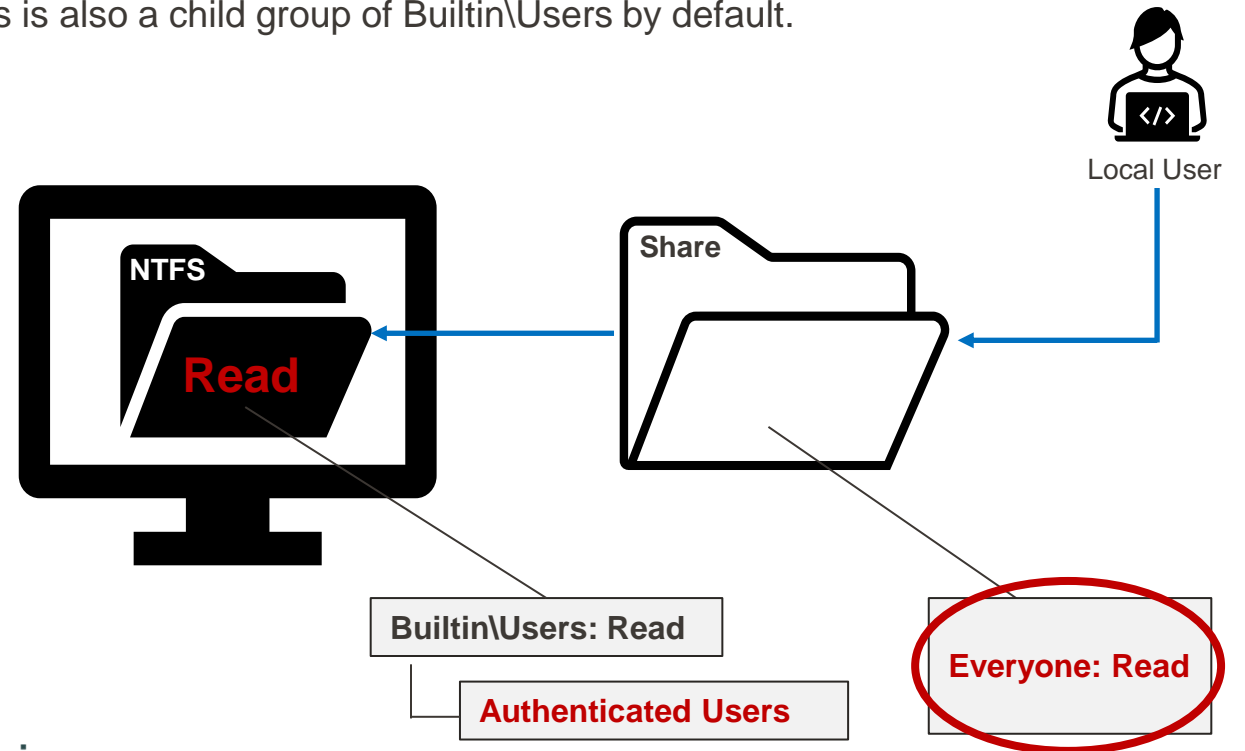 is also a child group of Builtin\Users by default.
</>
Local User
NTFS
Share
Read
Builtin\Users: Read
Everyone: Read
Authenticated Users